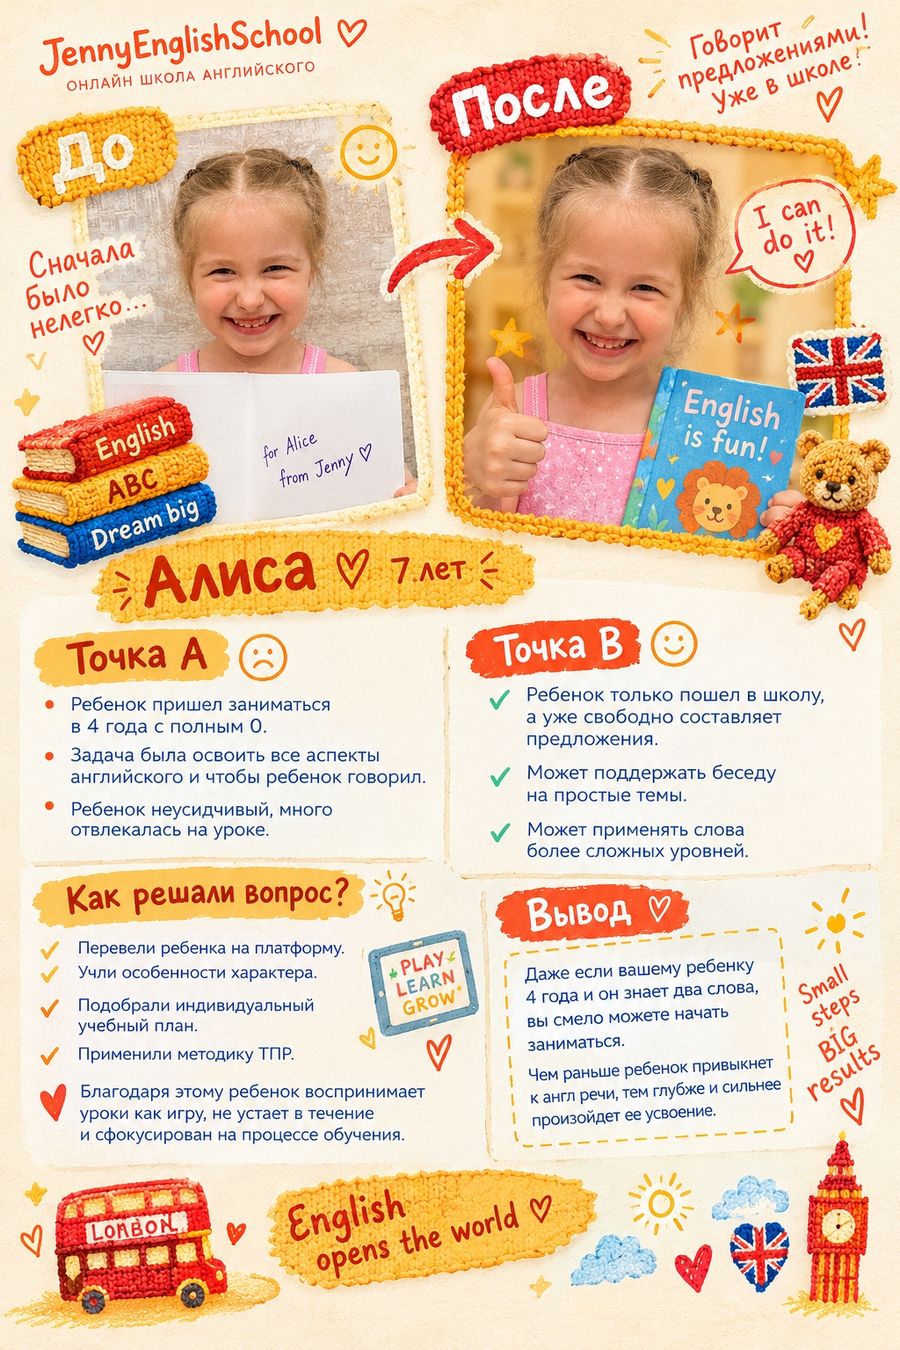 JennyEnglishSchool
ОНЛАЙН ШКОЛА АНГЛИЙСКОГО
До
После
Говорит
предложениями!
Уже в школе!
Сначала
было
нелегко...
I can
do it!
English
is fun!
for Alice
from Jenny
English
ABC
Dream big
Алиса
7 лет
Точка А
Ребенок пришел заниматься
в 4 года с полным 0.
Задача была освоить все аспекты
английского и чтобы ребенок говорил.
Ребенок неусидчивый, много
отвлекалась на уроке.
Точка В
Ребенок только пошел в школу,
а уже свободно составляет
предложения.
Может поддержать беседу
на простые темы.
Может применять слова
более сложных уровней.
Как решали вопрос?
Перевели ребенка на платформу.
Учли особенности характера.
Подобрали индивидуальный
учебный план.
Применили методику ТПР.
Благодаря этому ребенок воспринимает
уроки как игру, не устает в течение
и сфокусирован на процессе обучения.
PLAY
LEARN
GROW
Вывод
Даже если вашему ребенку
4 года и он знает два слова,
вы смело можете начать
заниматься.
Чем раньше ребенок привыкнет
к англ речи, тем глубже и сильнее
произойдет ее усвоение.
Small
steps
BIG
results
LONBON
English
opens the world